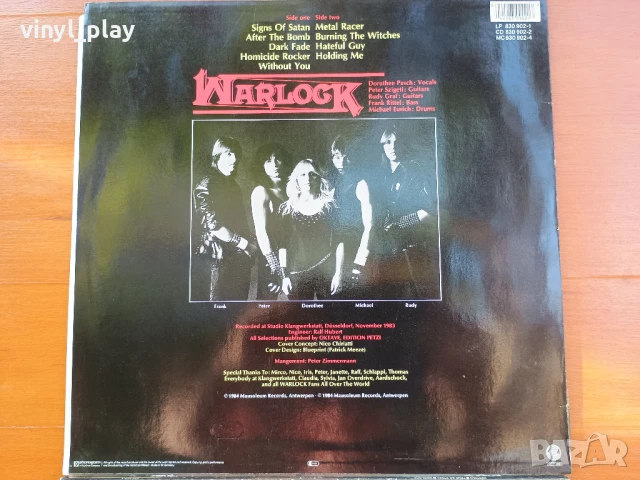 vinyl_play
Side one Side two
Signs Of Satan Metal Racer
After The Bomb Burning The Witches
Dark Fade Hateful Guy
Homicide Rocker Holding Me
Without You
LP 830 902-1
CD 830 902-2
MC 830 902-4
WARLOCK
Dorothee Pesch: Vocals
Peter Szigeti: Guitars
Rudy Graf: Guitars
Frank Rittel: Bass
Michael Eurich: Drums
Frank Peter Dorothee Michael Rudy
Recorded at Studio Klangwerkstatt, Düsseldorf, November 1983
Engineer: Ralf Hubert
All Selections published by OKTAVE, EDITION PETZI
Cover Concept: Nico Chiriatti
Cover Design: Blueprint (Patrick Meeze)
Mangement: Peter Zimmermann
Special Thanks To: Mirco, Nico, Iris, Peter, Janette, Ralf, Schlappi, Thomas
Everybody at Klangwerkstatt, Claudia, Sylvia, Jan Overdrive, Aardschock,
and all WARLOCK Fans All Over The World
© 1984 Mausoleum Records, Antwerpen - ℗ 1984 Mausoleum Records, Antwerpen
BAZAR